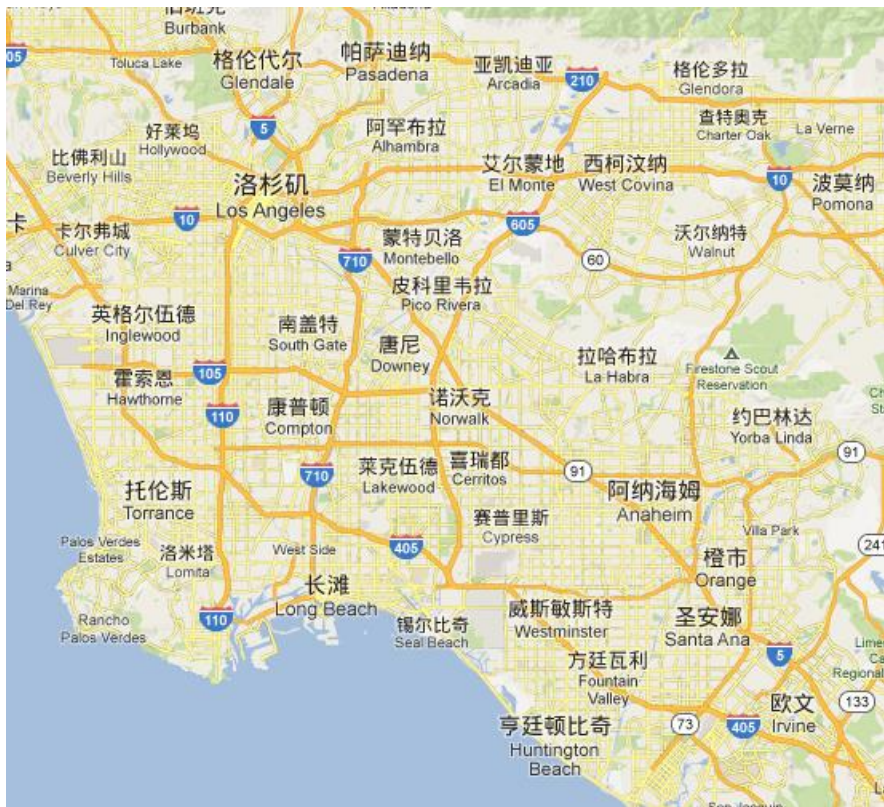 Burbank
Toluca Lake
格伦代尔
Glendale
帕萨迪纳
Pasadena
亚凯迪亚
Arcadia
210
格伦多拉
Glendora
5
好莱坞
Hollywood
阿罕布拉
Alhambra
查特奥克
Charter Oak
La Verne
比佛利山
Beverly Hills
艾尔蒙地
El Monte
西柯汶纳
West Covina
10
波莫纳
Pomona
洛杉矶
Los Angeles
卡
卡尔弗城
Culver City
10
605
蒙特贝洛
Montebello
沃尔纳特
Walnut
710
60
Marina
Del Rey
皮科里韦拉
Pico Rivera
英格尔伍德
Inglewood
南盖特
South Gate
唐尼
Downey
拉哈布拉
La Habra
Firestone Scout
Reservation
105
霍索恩
Hawthorne
110
康普顿
Compton
诺沃克
Norwalk
约巴林达
Yorba Linda
91
710
莱克伍德
Lakewood
喜瑞都
Cerritos
91
托伦斯
Torrance
阿纳海姆
Anaheim
赛普里斯
Cypress
Villa Park
Palos Verdes
Estates
洛米塔
Lomita
West Side
405
橙市
Orange
241
长滩
Long Beach
110
Rancho
Palos Verdes
锡尔比奇
Seal Beach
威斯敏斯特
Westminster
圣安娜
Santa Ana
5
方廷瓦利
Fountain
Valley
欧文
Irvine
133
73
405
亨廷顿比奇
Huntington
Beach